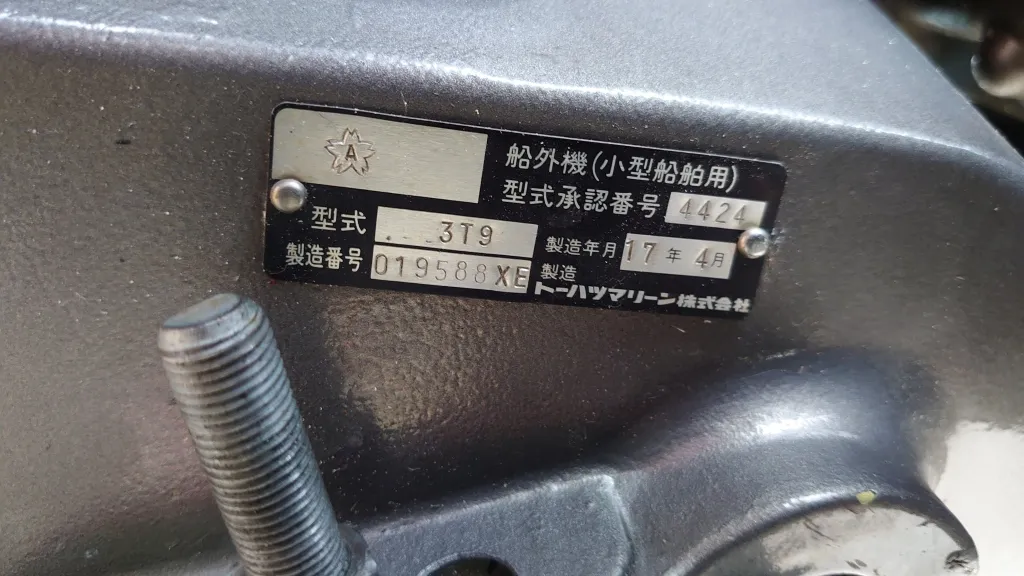 A
船外機(小型船舶用)
型式承認番号 4424
型式 3T9
製造年月 17年 4月
製造番号 019588XE
製造
トーハツマリーン株式会社